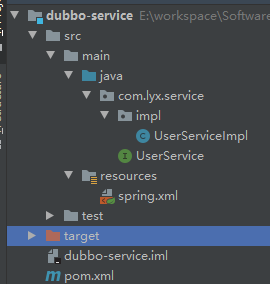 dubbo-service E:\workspace\Software
src
main
java
com.lyx.service
impl
UserServiceImpl
UserService
resources
spring.xml
test
target
dubbo-service.iml
pom.xml